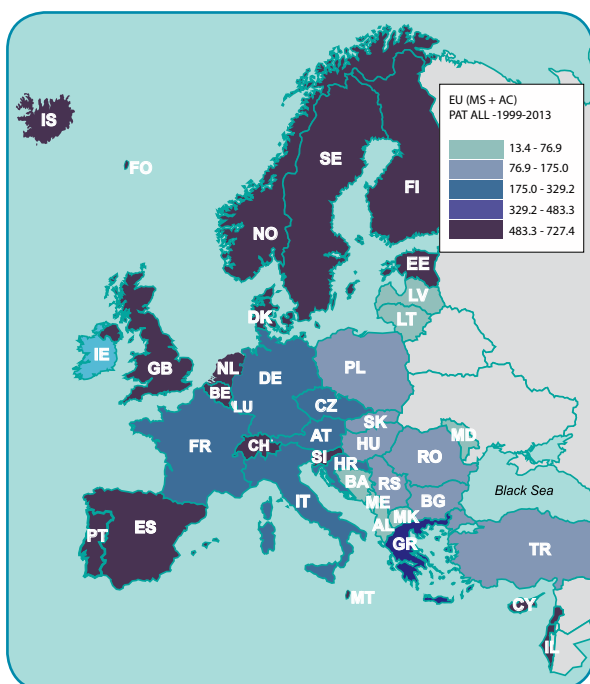 EU (MS + AC)
PAT ALL -1999-2013
13.4 - 76.9
76.9 - 175.0
175.0 - 329.2
329.2 - 483.3
483.3 - 727.4
IS
FO
SE
FI
NO
EE
LV
LT
DK
IE
GB
NL
BE
LU
DE
PL
CZ
SK
MD
FR
CH
AT
HU
RO
SI
HR
BA
RS
IT
ME
BG
Black Sea
MK
AL
PT
ES
GR
TR
MT
CY
IL